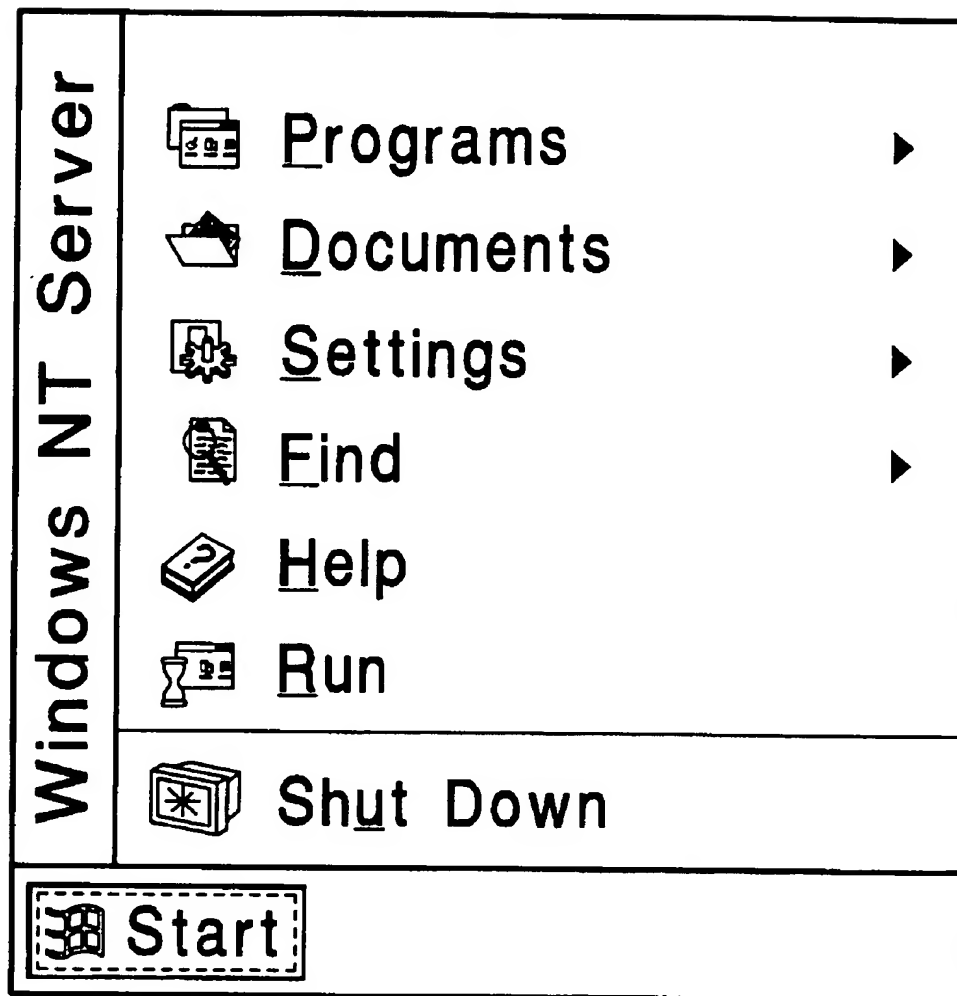 Windows NT Server
Programs
Documents
Settings
Find
Help
Run
Shut Down
Start